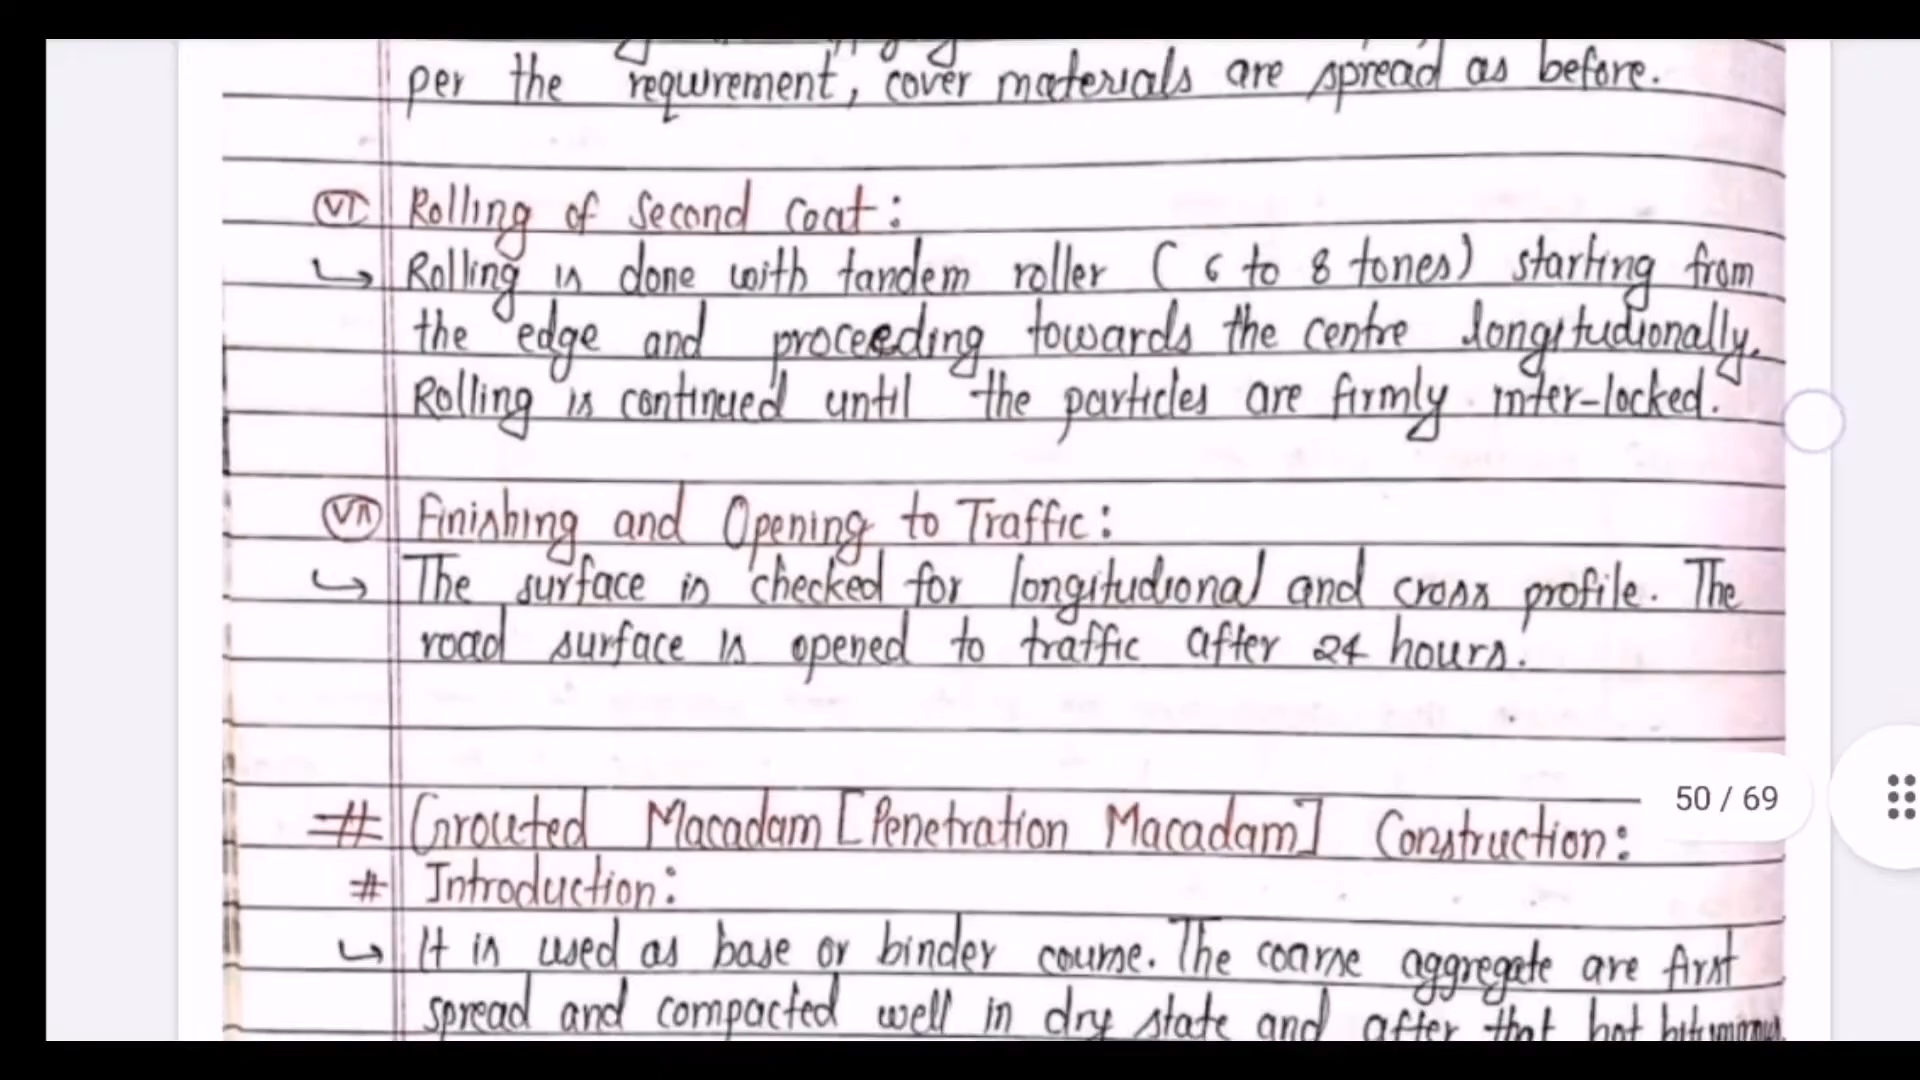 per the requirement, cover materials are spread as before.
(VI) Rolling of Second Coat:
↳ Rolling is done with tandem roller (6 to 8 tones) starting from
the edge and proceeding towards the centre longitudionally.
Rolling is continued until the particles are firmly inter-locked.
(VII) Finishing and Opening to Traffic:
↳ The surface is checked for longitudional and cross profile. The
road surface is opened to traffic after 24 hours.
50 / 69
# Grouted Macadam [Penetration Macadam] Construction:
# Introduction:
↳ It is used as base or binder course. The coarse aggregate are first
spread and compacted well in dry state and after that hot